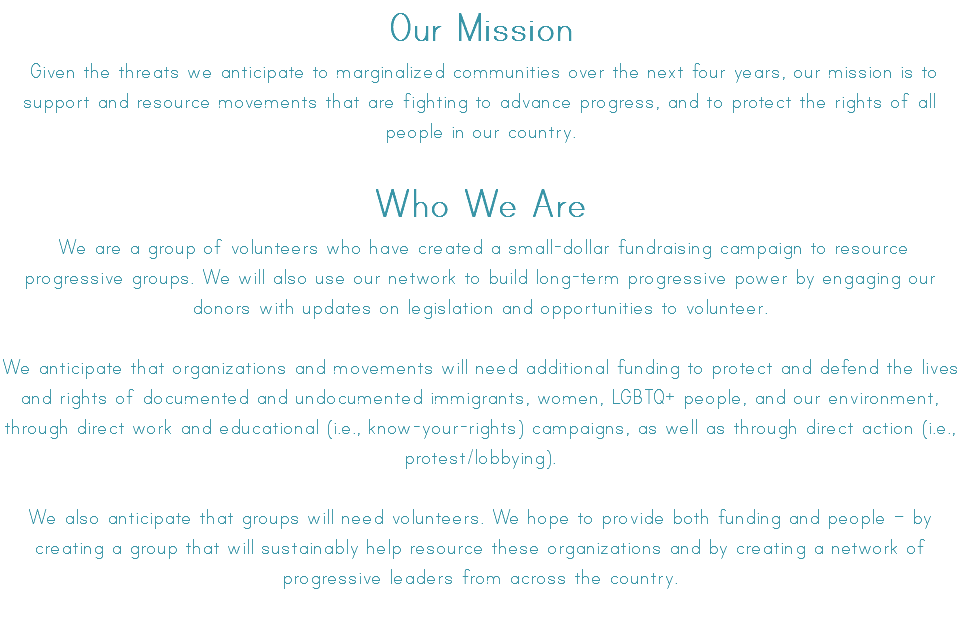 Our Mission
Given the threats we anticipate to marginalized communities over the next four years, our mission is to
support and resource movements that are fighting to advance progress, and to protect the rights of all
people in our country.
Who We Are
We are a group of volunteers who have created a small-dollar fundraising campaign to resource
progressive groups. We will also use our network to build long-term progressive power by engaging our
donors with updates on legislation and opportunities to volunteer.
We anticipate that organizations and movements will need additional funding to protect and defend the lives
and rights of documented and undocumented immigrants, women, LGBTQ+ people, and our environment,
through direct work and educational (i.e., know-your-rights) campaigns, as well as through direct action (i.e.,
protest/lobbying).
We also anticipate that groups will need volunteers. We hope to provide both funding and people – by
creating a group that will sustainably help resource these organizations and by creating a network of
progressive leaders from across the country.